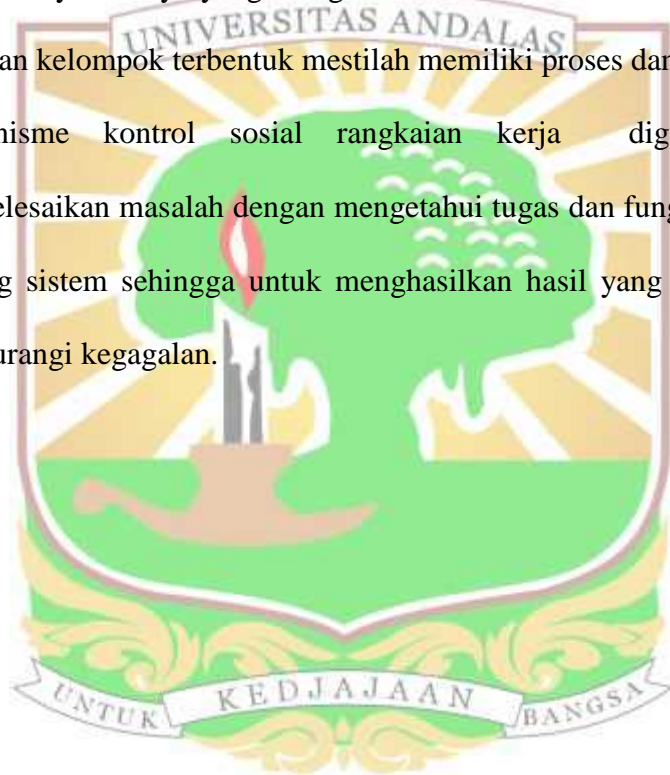 UNIVERSITAS ANDALAS
an kelompok terbentuk mestilah memiliki proses dan
nisme kontrol sosial rangkaian kerja dig
elesaikan masalah dengan mengetahui tugas dan fung
g sistem sehingga untuk menghasilkan hasil yang
urangi kegagalan.
UNTUK KEDJAJAAN BANGSA